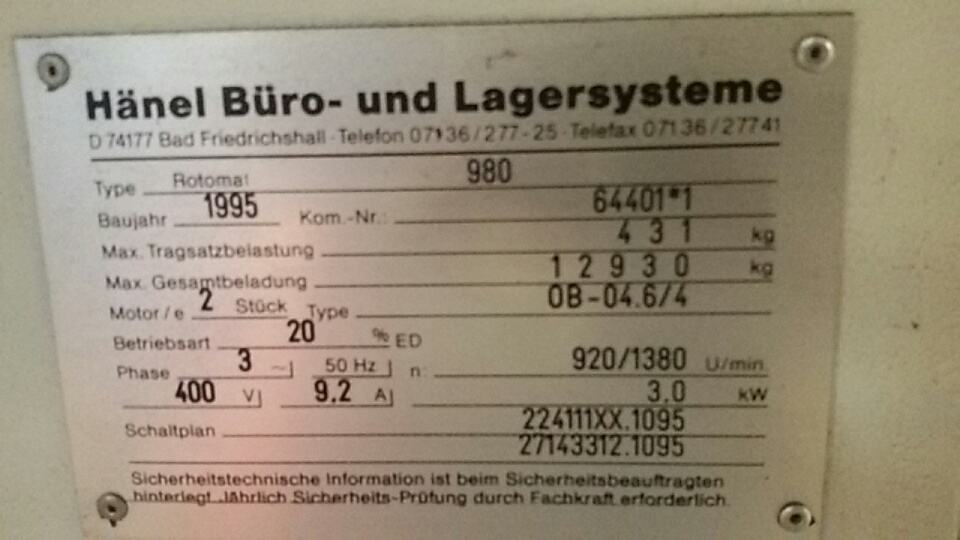 Hänel Büro- und Lagersysteme
D 74177 Bad Friedrichshall · Telefon 07136/277-25 · Telefax 07136/27741
Type Rotomat 980
Baujahr 1995 Kom.-Nr.: 64401*1
Max. Tragsatzbelastung 431 kg
Max. Gesamtbeladung 12930 kg
Motor/e 2 Stück Type 0B-04.6/4
Betriebsart 20 % ED
Phase 3 ~ 50 Hz n: 920/1380 U/min.
400 V 9.2 A 3.0 kW
Schaltplan 224111XX.1095
27143312.1095
Sicherheitstechnische Information ist beim Sicherheitsbeauftragten
hinterlegt. Jährlich Sicherheits-Prüfung durch Fachkraft erforderlich.